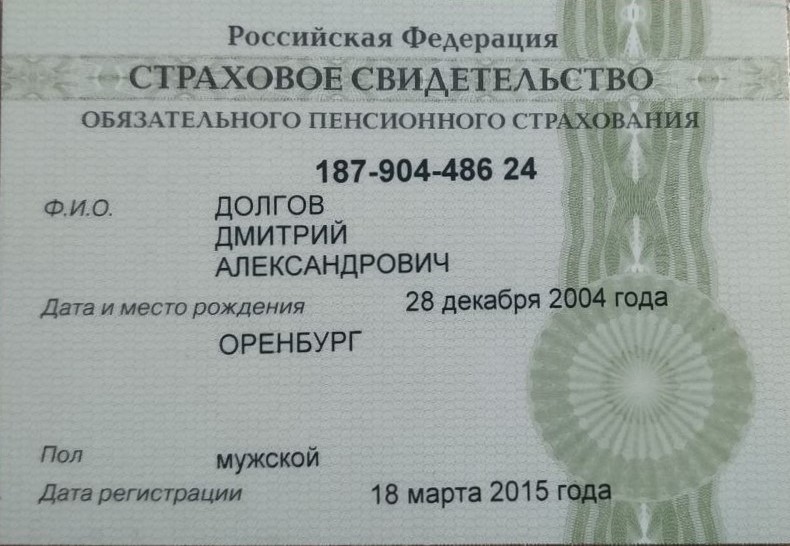 Российская Федерация
СТРАХОВОЕ СВИДЕТЕЛЬСТВО
ОБЯЗАТЕЛЬНОГО ПЕНСИОННОГО СТРАХОВАНИЯ
187-904-486 24
Ф.И.О. ДОЛГОВ
ДМИТРИЙ
АЛЕКСАНДРОВИЧ
Дата и место рождения 28 декабря 2004 года
ОРЕНБУРГ
Пол мужской
Дата регистрации 18 марта 2015 года